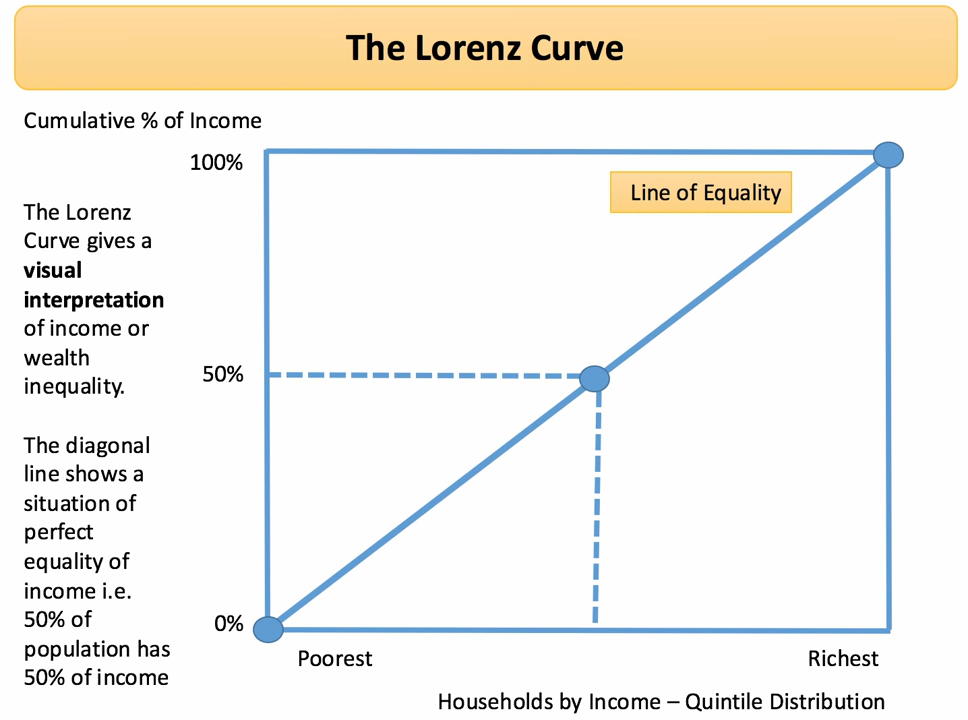 The Lorenz Curve
Cumulative % of Income
100%
Line of Equality
The Lorenz
Curve gives a
visual
interpretation
of income or
wealth
inequality.
50%
The diagonal
line shows a
situation of
perfect
equality of
income i.e.
50% of
population has
50% of income
0%
Poorest
Richest
Households by Income – Quintile Distribution